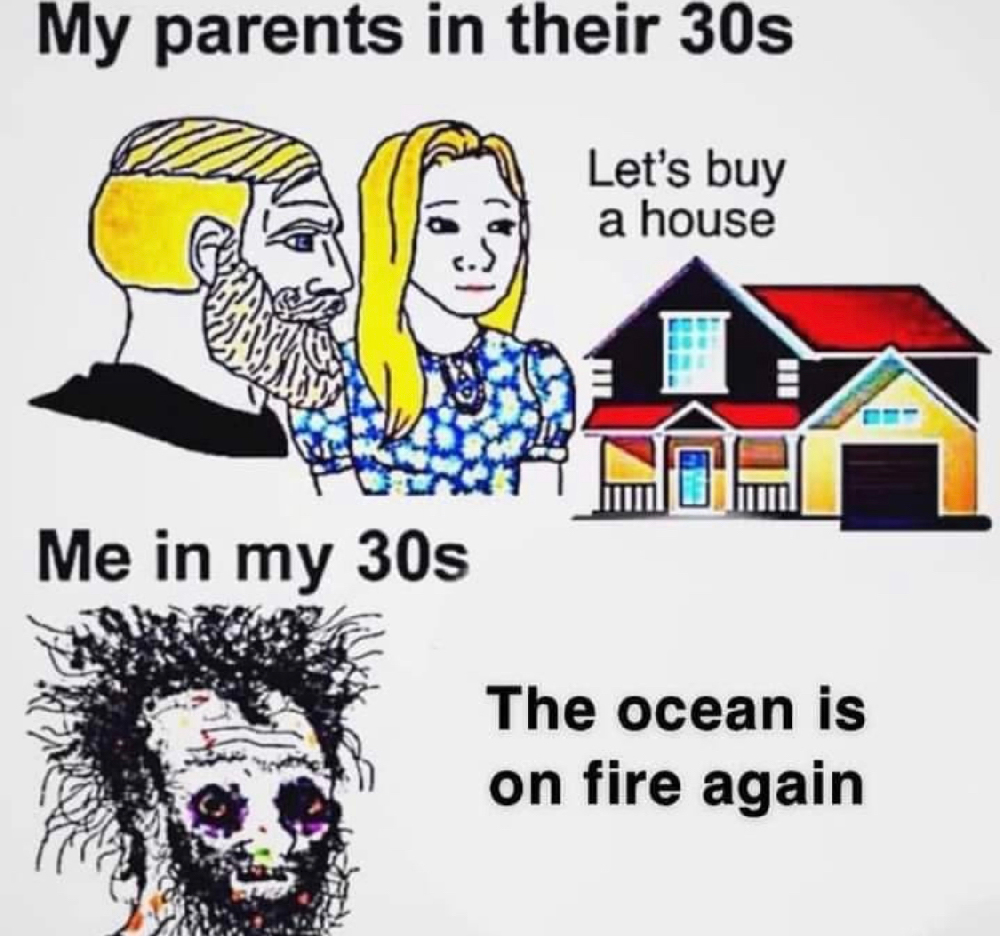 My parents in their 30s
Let's buy
a house
Me in my 30s
The ocean is
on fire again